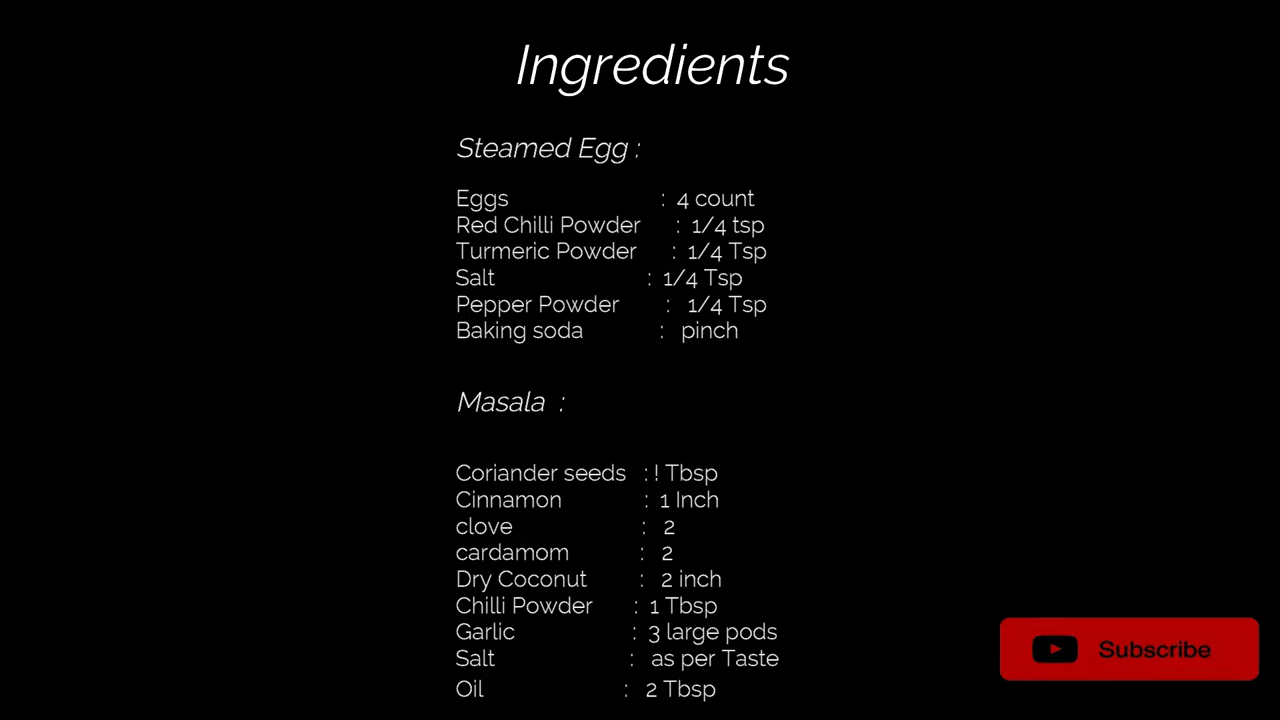 Ingredients
Steamed Egg :
Eggs : 4 count
Red Chilli Powder : 1/4 tsp
Turmeric Powder : 1/4 Tsp
Salt : 1/4 Tsp
Pepper Powder : 1/4 Tsp
Baking soda : pinch
Masala :
Coriander seeds : ! Tbsp
Cinnamon : 1 Inch
clove : 2
cardamom : 2
Dry Coconut : 2 inch
Chilli Powder : 1 Tbsp
Garlic : 3 large pods
Salt : as per Taste
Oil : 2 Tbsp
Subscribe